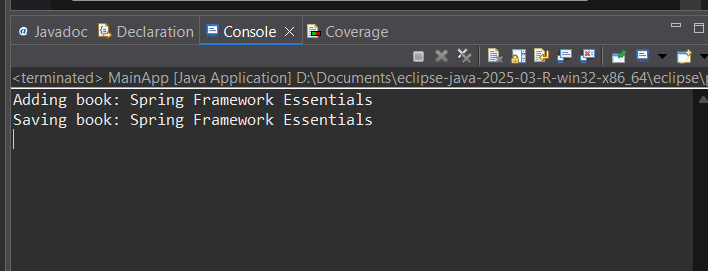 @ Javadoc Declaration Console Coverage
<terminated> MainApp [Java Application] D:\Documents\eclipse-java-2025-03-R-win32-x86_64\eclipse\p
Adding book: Spring Framework Essentials
Saving book: Spring Framework Essentials